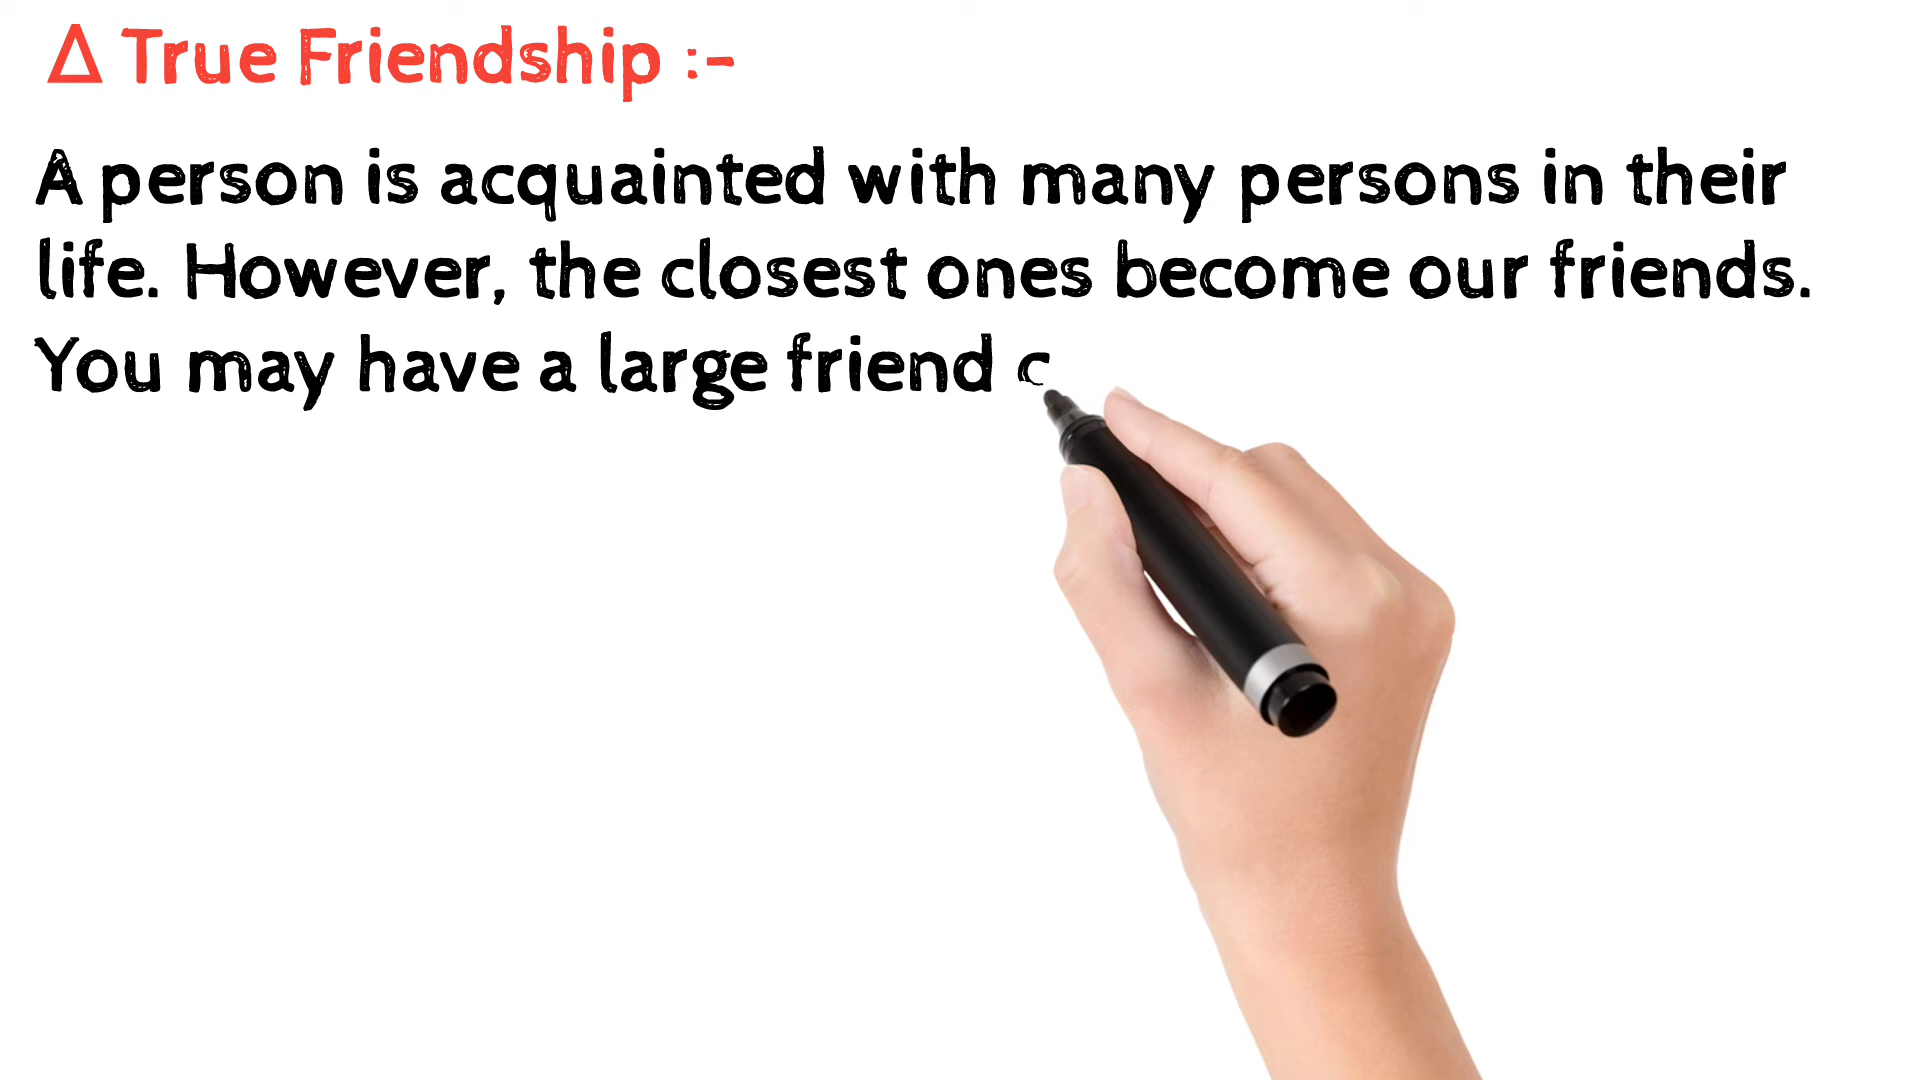 Δ True Friendship :-
A person is acquainted with many persons in their
life. However, the closest ones become our friends.
You may have a large friend c